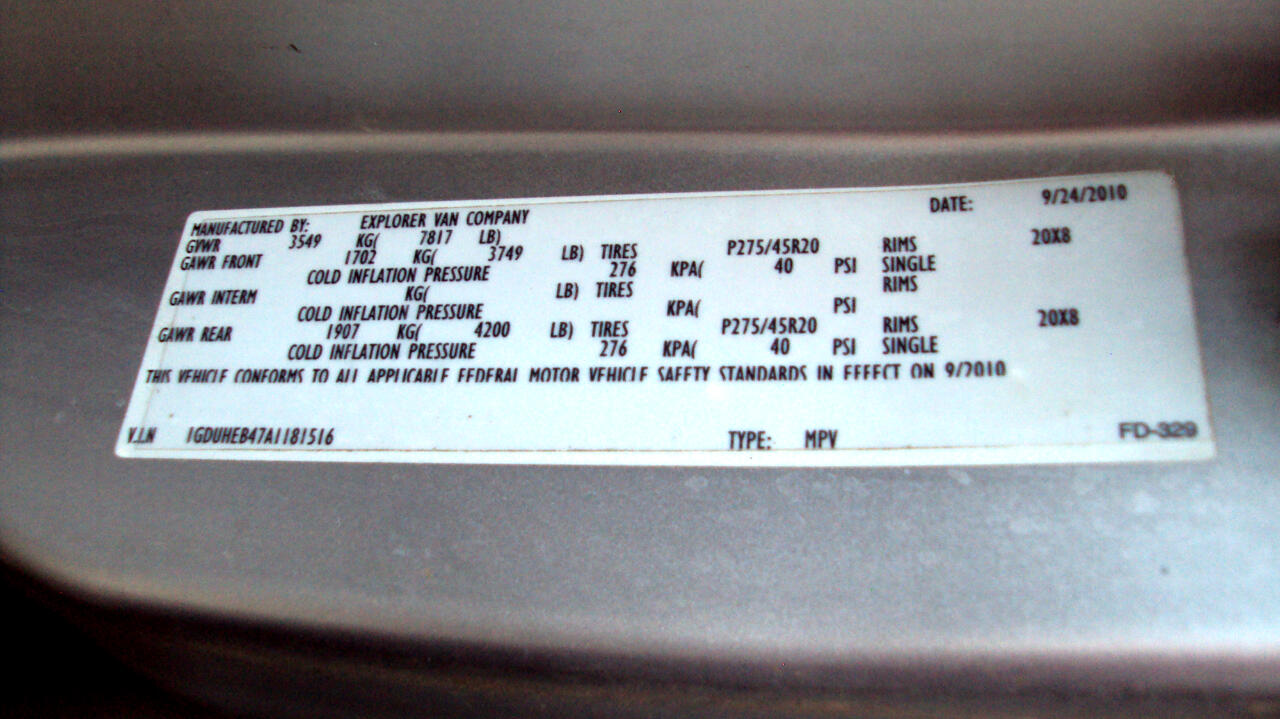 MANUFACTURED BY: EXPLORER VAN COMPANY DATE: 9/24/2010
GVWR 3549 KG( 7817 LB)
GAWR FRONT 1702 KG( 3749 LB) TIRES P275/45R20 RIMS 20X8
COLD INFLATION PRESSURE 276 KPA( 40 PSI SINGLE
GAWR INTERM KG( LB) TIRES RIMS
COLD INFLATION PRESSURE KPA( PSI
GAWR REAR 1907 KG( 4200 LB) TIRES P275/45R20 RIMS 20X8
COLD INFLATION PRESSURE 276 KPA( 40 PSI SINGLE
THIS VEHICLE CONFORMS TO ALL APPLICABLE FEDERAL MOTOR VEHICLE SAFETY STANDARDS IN EFFECT ON 9/2010
V.I.N 1GDUHEB47A1181516 TYPE: MPV FD-329